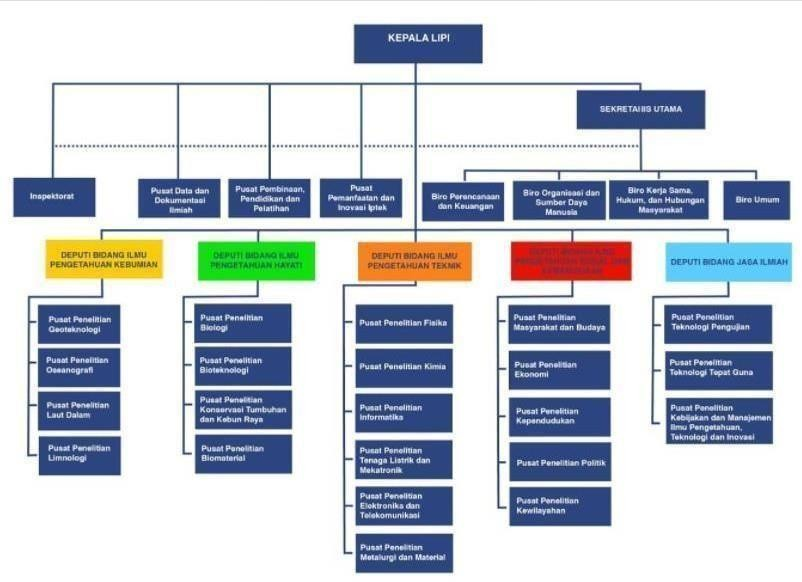 KEPALA LIPI
SEKRETARIS UTAMA
Inspektorat
Pusat Data dan
Dokumentasi
Ilmiah
Pusat Pembinaan,
Pendidikan dan
Pelatihan
Pusat
Pemanfaatan dan
Inovasi Iptek
Biro Perencanaan
dan Keuangan
Biro Organisasi dan
Sumber Daya
Manusia
Biro Kerja Sama,
Hukum, dan Hubungan
Masyarakat
Biro Umum
DEPUTI BIDANG ILMU
PENGETAHUAN KEBUMIAN
DEPUTI BIDANG ILMU
PENGETAHUAN HAYATI
DEPUTI BIDANG ILMU
PENGETAHUAN TEKNIK
DEPUTI BIDANG ILMU
PENGETAHUAN SOSIAL DAN
KEMANUSIAAN
DEPUTI BIDANG JASA ILMIAH
Pusat Penelitian
Geoteknologi
Pusat Penelitian
Oseanografi
Pusat Penelitian
Laut Dalam
Pusat Penelitian
Limnologi
Pusat Penelitian
Biologi
Pusat Penelitian
Bioteknologi
Pusat Penelitian
Konservasi Tumbuhan
dan Kebun Raya
Pusat Penelitian
Biomaterial
Pusat Penelitian Fisika
Pusat Penelitian Kimia
Pusat Penelitian
Informatika
Pusat Penelitian
Tenaga Listrik dan
Mekatronik
Pusat Penelitian
Elektronika dan
Telekomunikasi
Pusat Penelitian
Metalurgi dan Material
Pusat Penelitian
Masyarakat dan Budaya
Pusat Penelitian
Ekonomi
Pusat Penelitian
Kependudukan
Pusat Penelitian Politik
Pusat Penelitian
Kewilayahan
Pusat Penelitian
Teknologi Pengujian
Pusat Penelitian
Teknologi Tepat Guna
Pusat Penelitian
Kebijakan dan Manajemen
Ilmu Pengetahuan,
Teknologi dan Inovasi